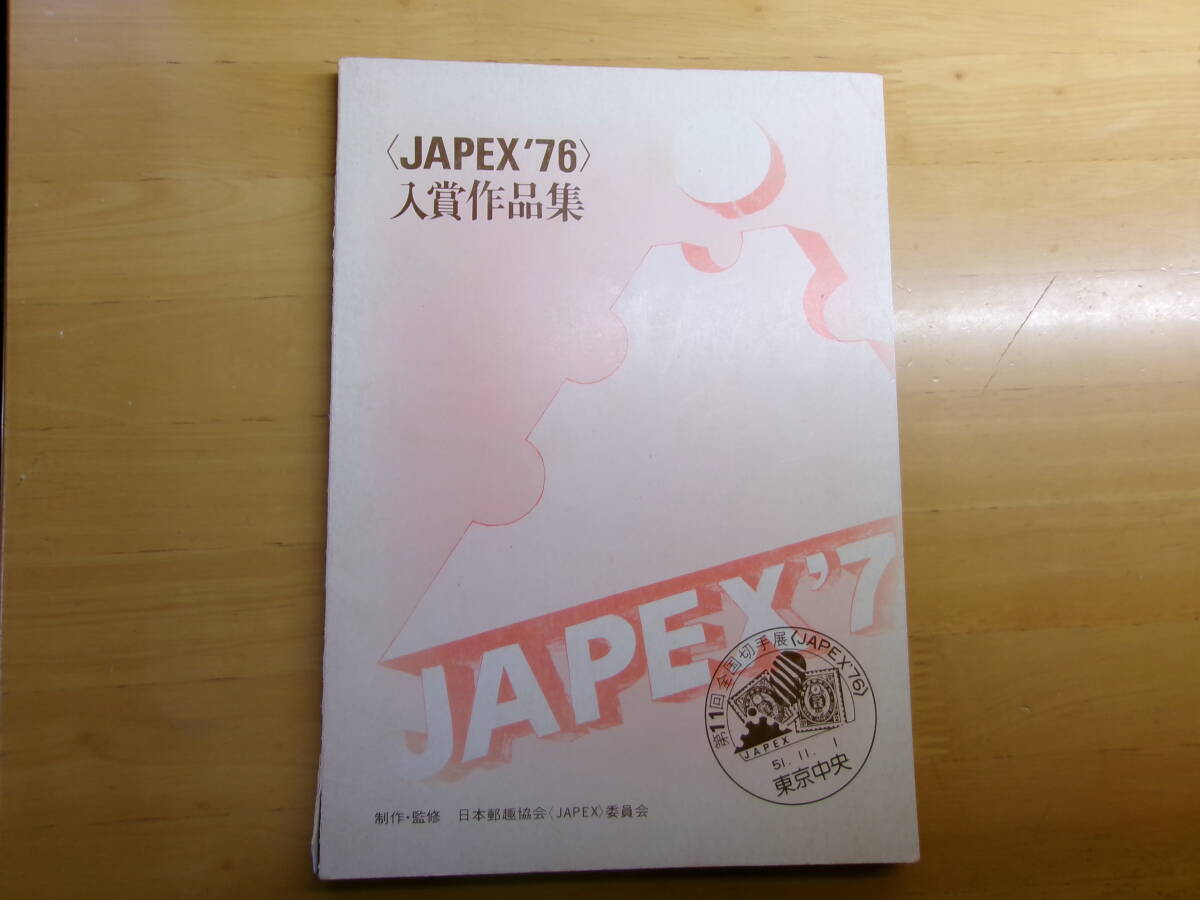 〈JAPEX'76〉
入賞作品集
JAPEX'7
第11回全国切手展〈JAPEX'76〉
JAPEX
51.11.1
東京中央
制作・監修 日本郵趣協会〈JAPEX〉委員会